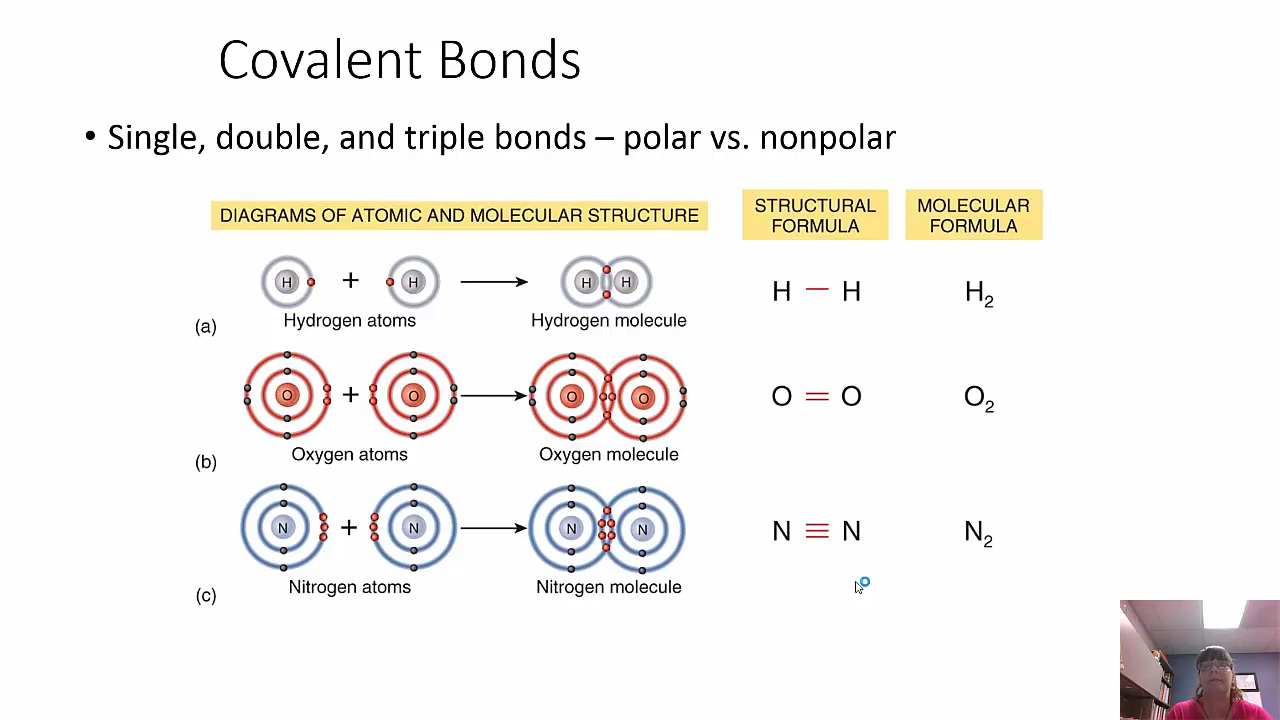 Covalent Bonds
• Single, double, and triple bonds – polar vs. nonpolar
DIAGRAMS OF ATOMIC AND MOLECULAR STRUCTURE
STRUCTURAL
FORMULA
MOLECULAR
FORMULA
H + H H H
H — H
H₂
Hydrogen atoms
Hydrogen molecule
(a)
O + O O O
O = O
O₂
Oxygen atoms
Oxygen molecule
(b)
N + N N N
N ≡ N
N₂
Nitrogen atoms
Nitrogen molecule
(c)